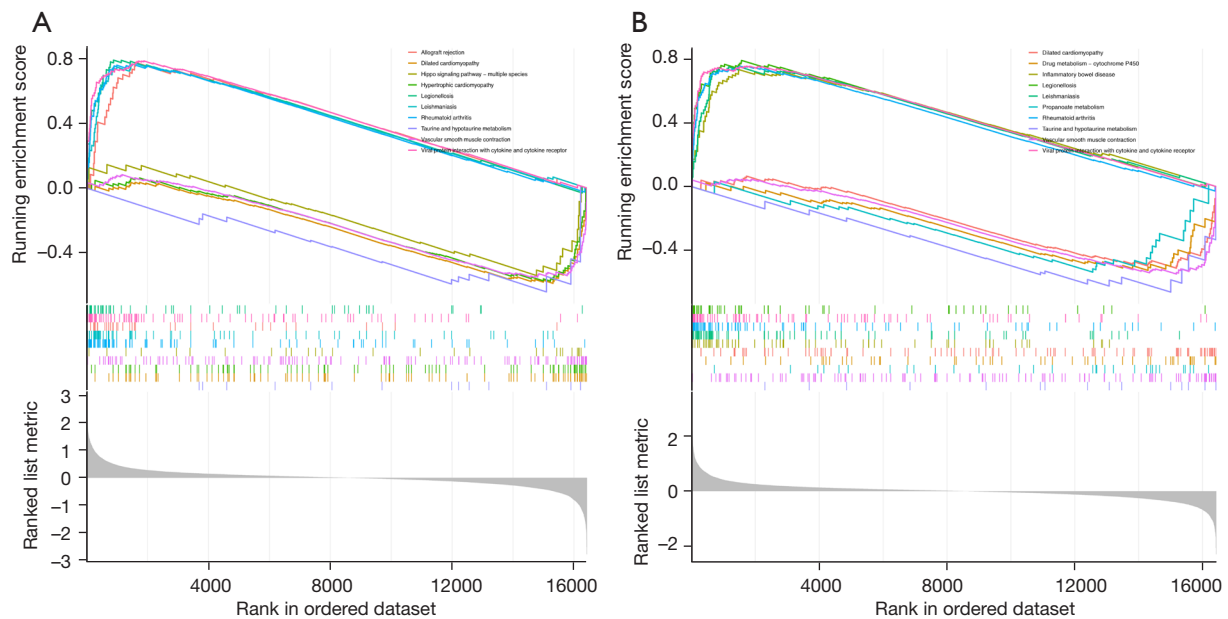 A
Running enrichment score
0.8
0.4
0.0
−0.4
Allograft rejection
Dilated cardiomyopathy
Hippo signaling pathway − multiple species
Hypertrophic cardiomyopathy
Legionellosis
Leishmaniasis
Rheumatoid arthritis
Taurine and hypotaurine metabolism
Vascular smooth muscle contraction
Viral protein interaction with cytokine and cytokine receptor
Ranked list metric
3
2
1
0
−1
−2
−3
4000
8000
12000
16000
Rank in ordered dataset
B
Running enrichment score
0.8
0.4
0.0
−0.4
Dilated cardiomyopathy
Drug metabolism − cytochrome P450
Inflammatory bowel disease
Legionellosis
Leishmaniasis
Propanoate metabolism
Rheumatoid arthritis
Taurine and hypotaurine metabolism
Vascular smooth muscle contraction
Viral protein interaction with cytokine and cytokine receptor
Ranked list metric
2
0
−2
4000
8000
12000
16000
Rank in ordered dataset